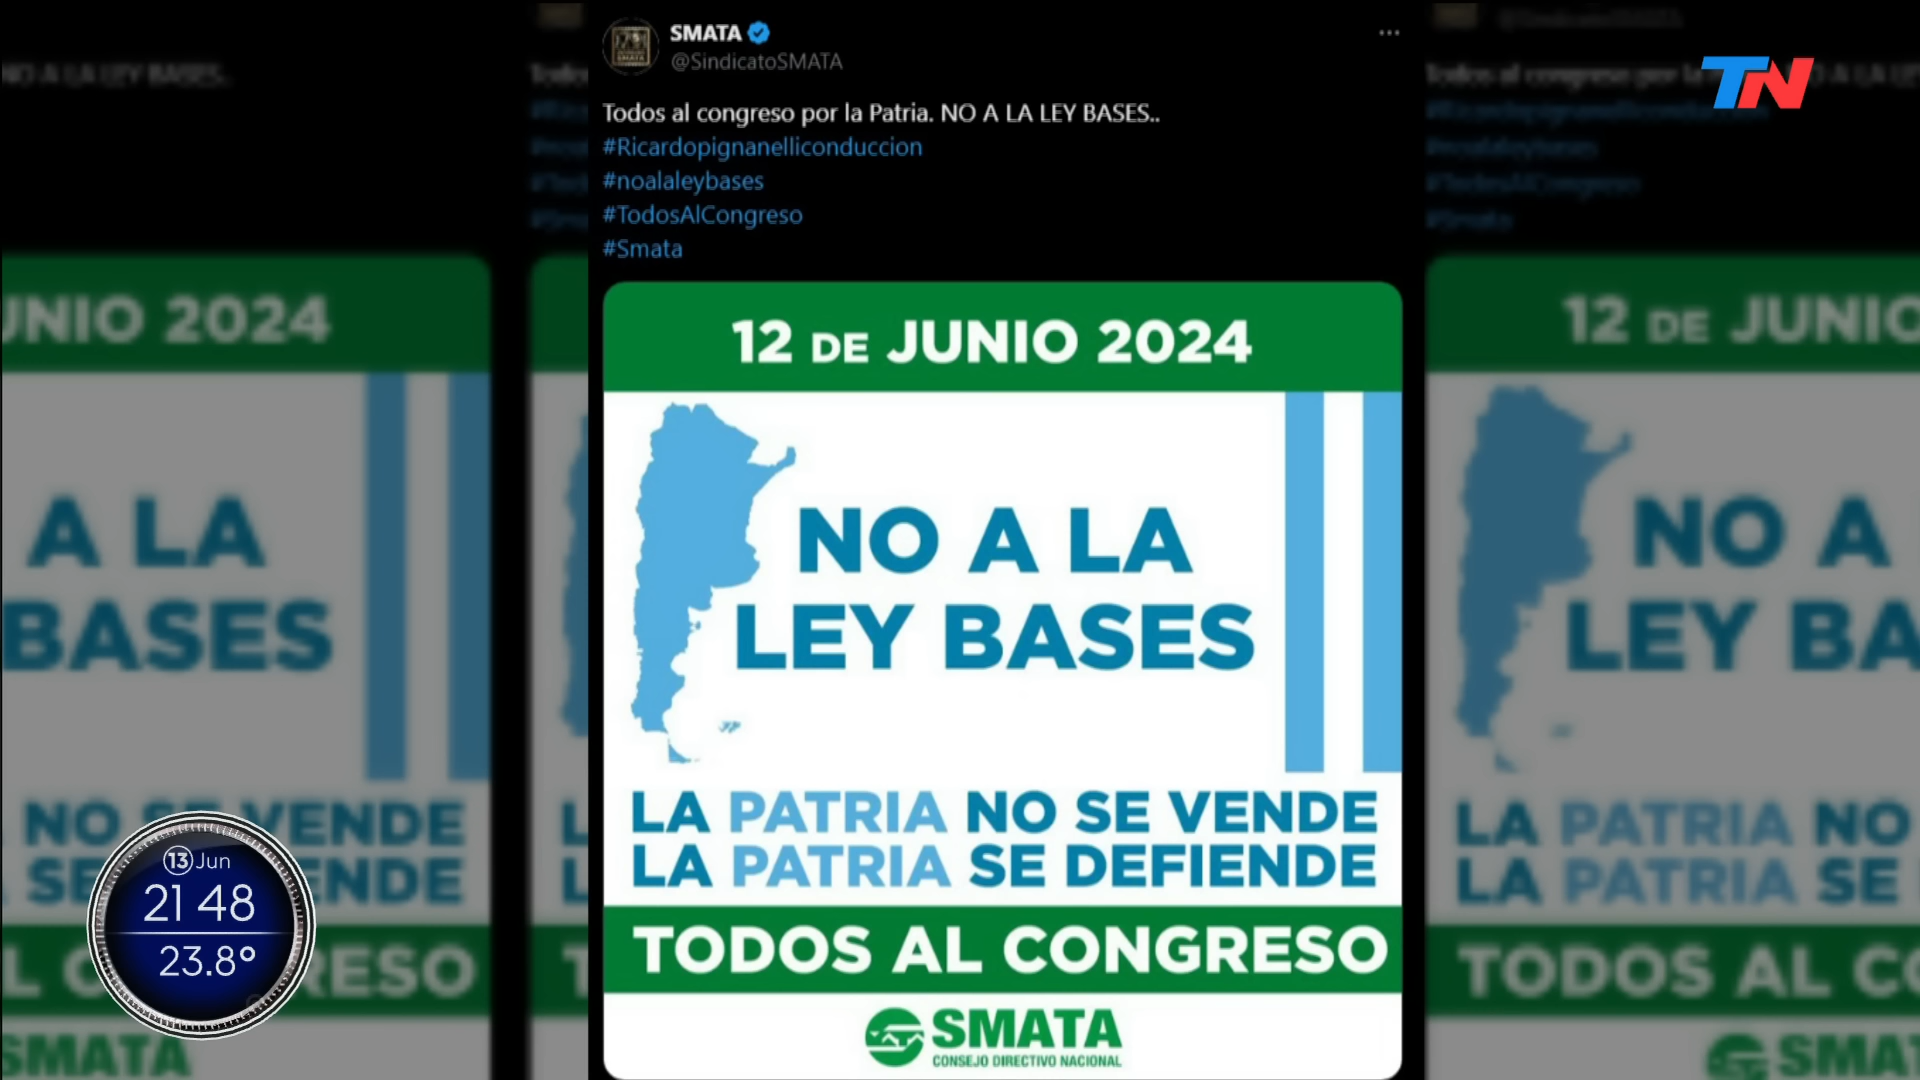 SMATA
@SindicatoSMATA
TN
Todos al congreso por la Patria. NO A LA LEY BASES..
#Ricardopignanelliconduccion
#noalaleybases
#TodosAlCongreso
#Smata
12 DE JUNIO 2024
NO A LA
LEY BASES
LA PATRIA NO SE VENDE
LA PATRIA SE DEFIENDE
TODOS AL CONGRESO
SMATA
CONSEJO DIRECTIVO NACIONAL
13 Jun
21 48
23.8°